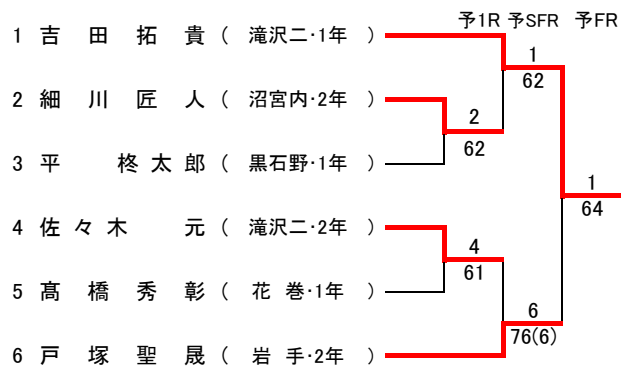 予1R 予SFR 予FR
1 吉田拓貴 ( 滝沢二・1年 )
1
62
2 細川匠人 ( 沼宮内・2年 )
2
62
3 平 柊太郎 ( 黒石野・1年 )
1
64
4 佐々木 元 ( 滝沢二・2年 )
4
61
5 髙橋秀彰 ( 花巻・1年 )
6
76(6)
6 戸塚聖晟 ( 岩手・2年 )